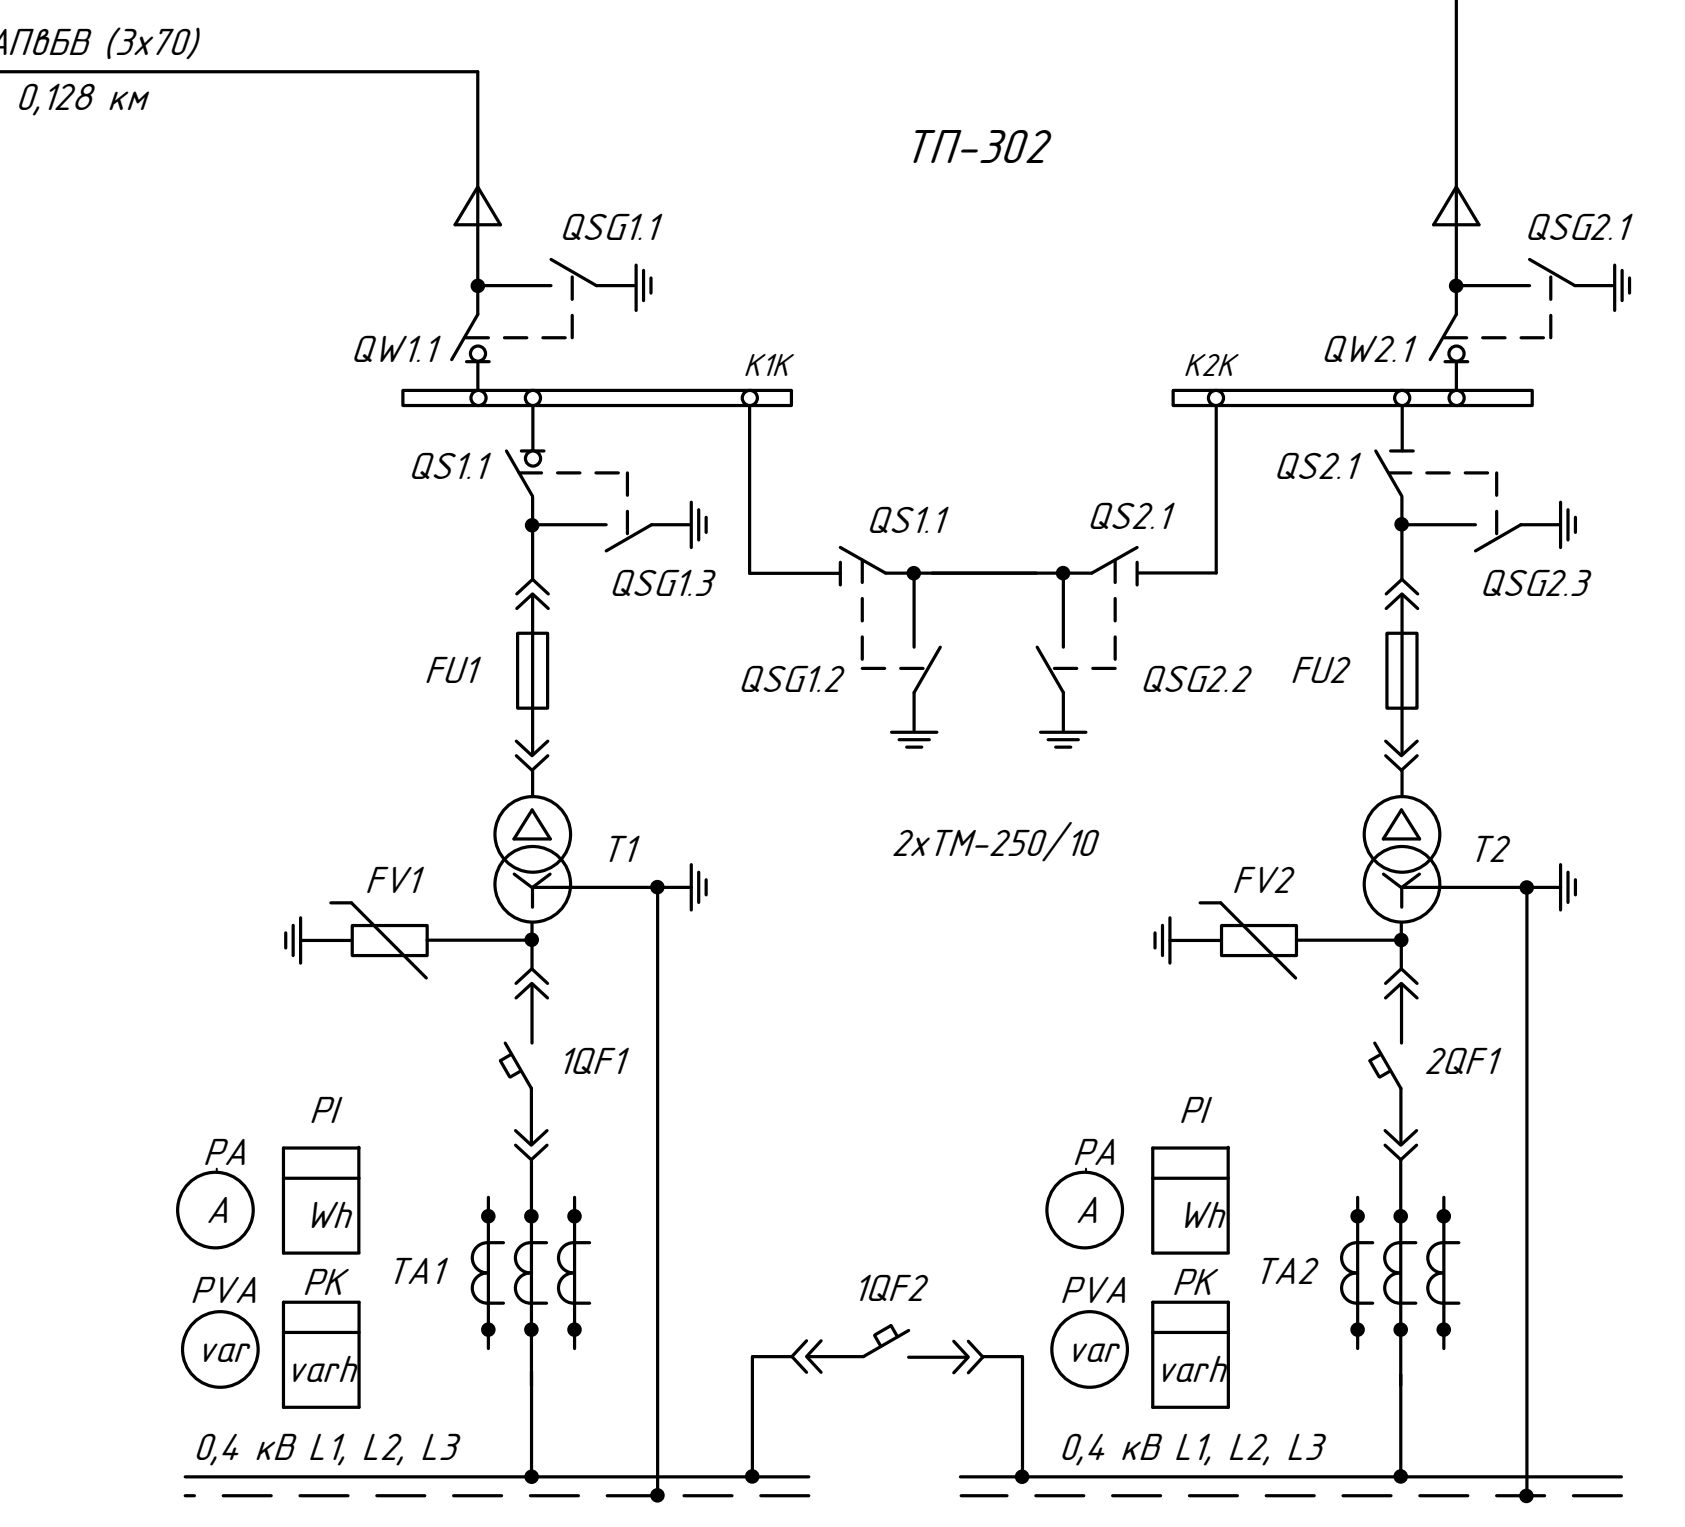 АПвБВ (3x70)
0,128 км
ТП-302
QSG1.1
QSG2.1
QW1.1
QW2.1
K1K
K2K
QS1.1
QS2.1
QS1.1
QS2.1
QSG1.3
QSG2.3
FU1
QSG1.2
QSG2.2
FU2
T1
2xТМ-250/10
T2
FV1
FV2
1QF1
2QF1
PI
PI
PA
PA
A
Wh
A
Wh
TA1
TA2
PVA
PK
1QF2
PVA
PK
var
varh
var
varh
0,4 кВ L1, L2, L3
0,4 кВ L1, L2, L3